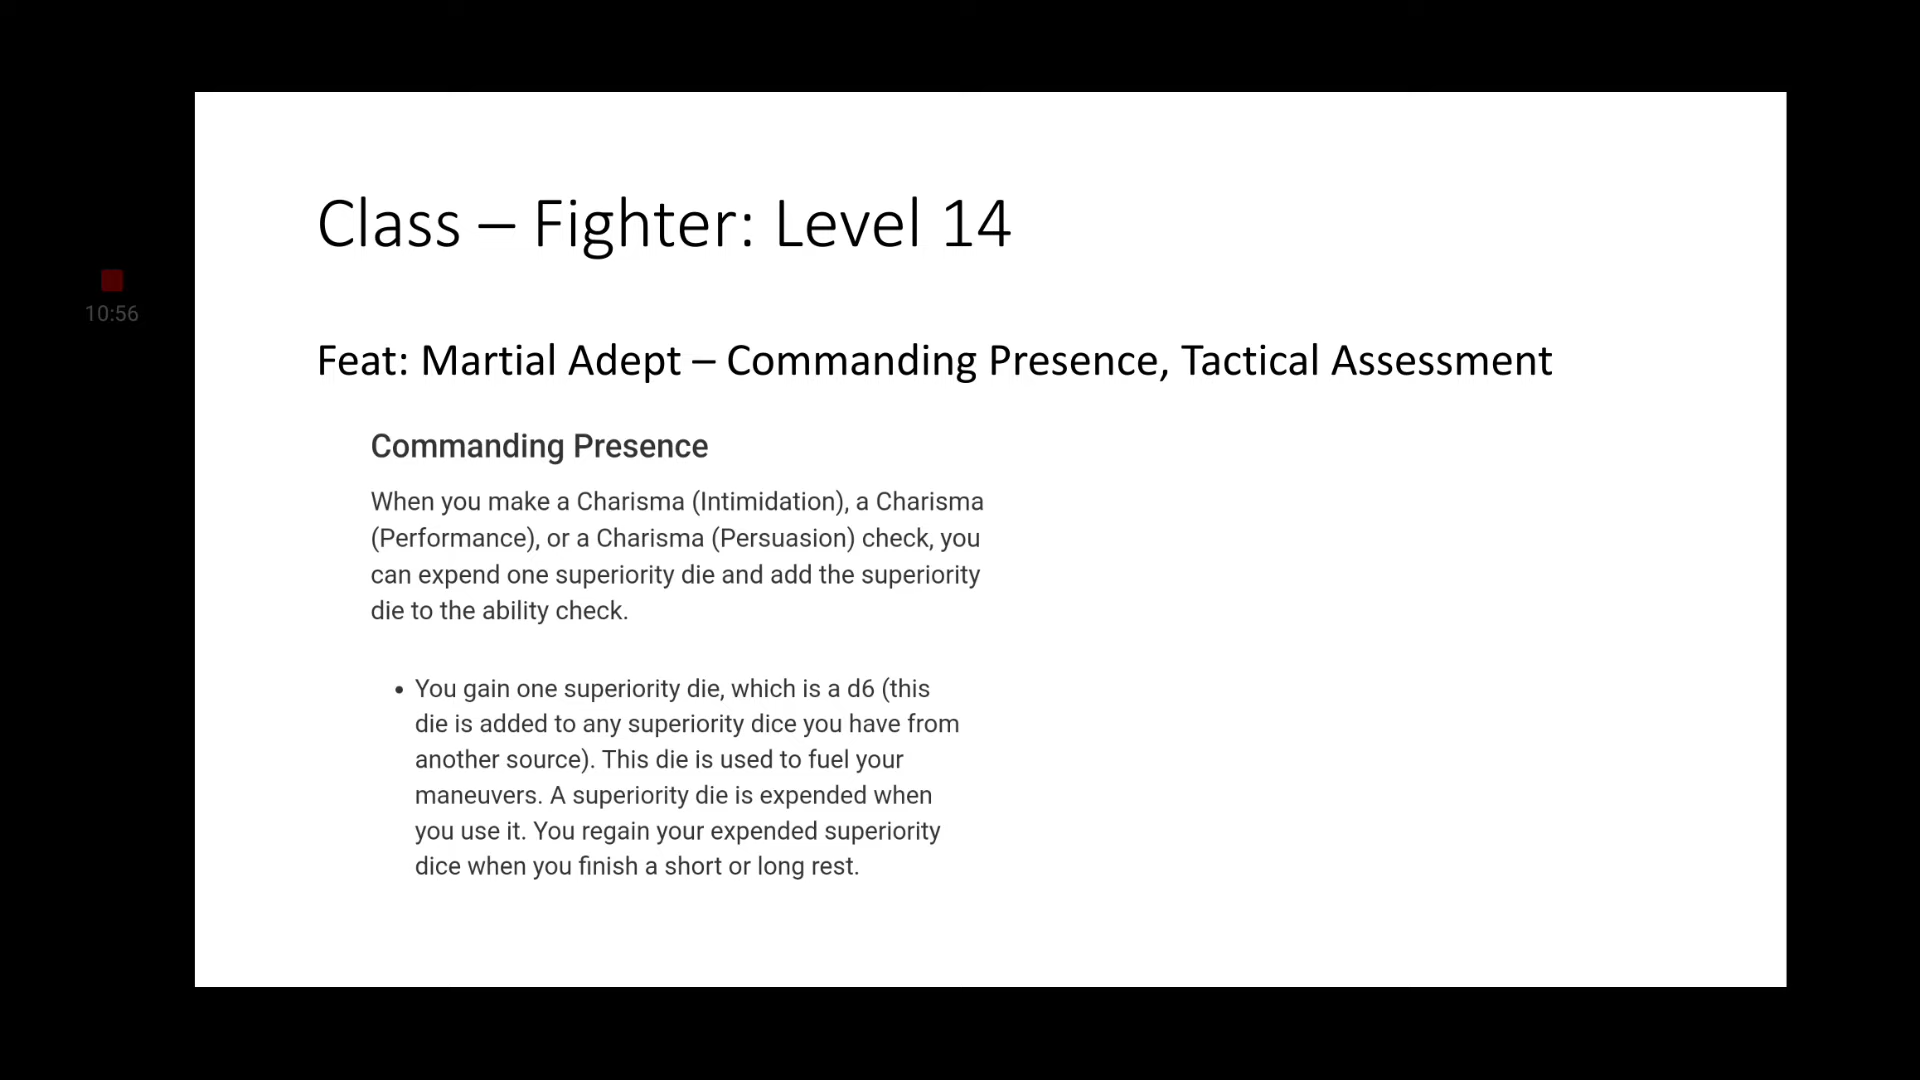 Class – Fighter: Level 14
10:56
Feat: Martial Adept – Commanding Presence, Tactical Assessment
Commanding Presence
When you make a Charisma (Intimidation), a Charisma
(Performance), or a Charisma (Persuasion) check, you
can expend one superiority die and add the superiority
die to the ability check.
• You gain one superiority die, which is a d6 (this
die is added to any superiority dice you have from
another source). This die is used to fuel your
maneuvers. A superiority die is expended when
you use it. You regain your expended superiority
dice when you finish a short or long rest.